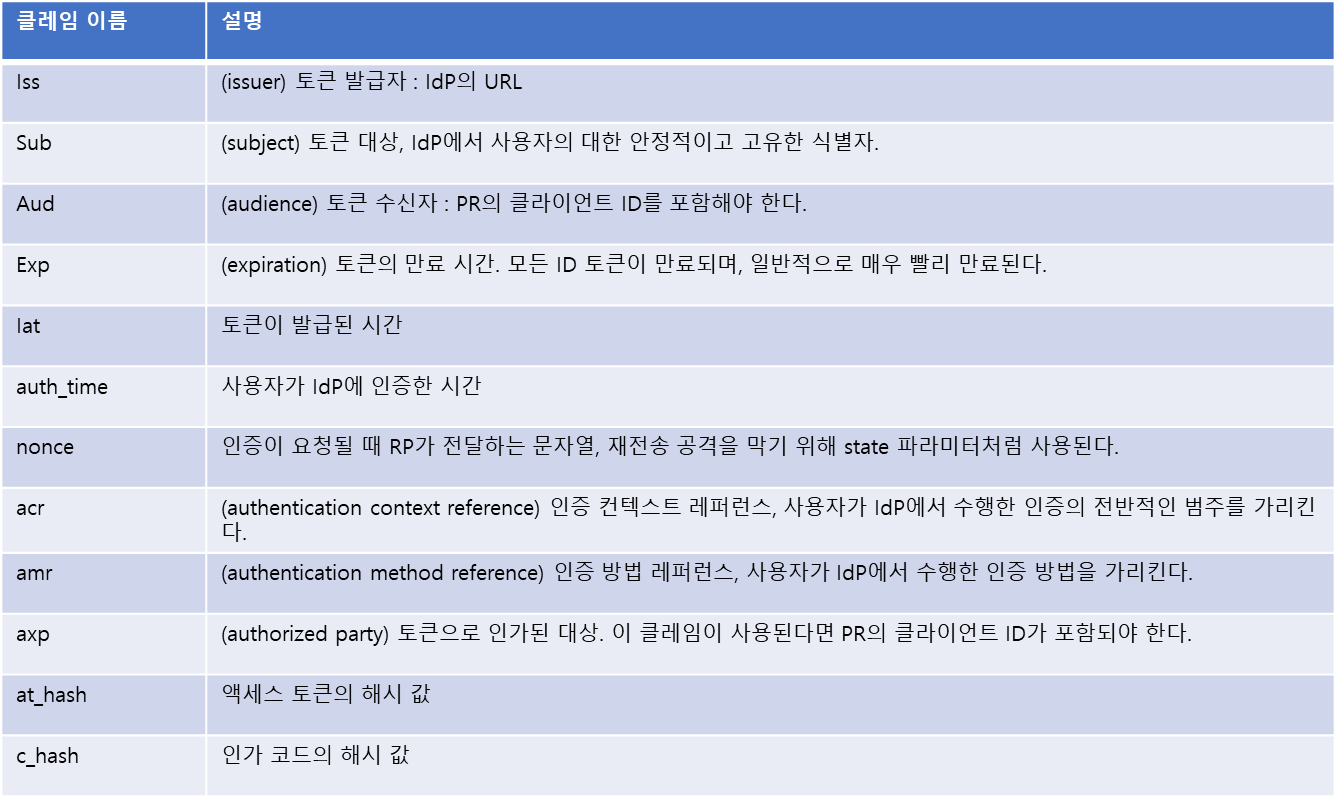 클레임 이름 설명
Iss (issuer) 토큰 발급자 : IdP의 URL
Sub (subject) 토큰 대상, IdP에서 사용자의 대한 안정적이고 고유한 식별자.
Aud (audience) 토큰 수신자 : PR의 클라이언트 ID를 포함해야 한다.
Exp (expiration) 토큰의 만료 시간. 모든 ID 토큰이 만료되며, 일반적으로 매우 빨리 만료된다.
Iat 토큰이 발급된 시간
auth_time 사용자가 IdP에 인증한 시간
nonce 인증이 요청될 때 RP가 전달하는 문자열, 재전송 공격을 막기 위해 state 파라미터처럼 사용된다.
acr (authentication context reference) 인증 컨텍스트 레퍼런스, 사용자가 IdP에서 수행한 인증의 전반적인 범주를 가리킨
다.
amr (authentication method reference) 인증 방법 레퍼런스, 사용자가 IdP에서 수행한 인증 방법을 가리킨다.
axp (authorized party) 토큰으로 인가된 대상. 이 클레임이 사용된다면 PR의 클라이언트 ID가 포함되야 한다.
at_hash 액세스 토큰의 해시 값
c_hash 인가 코드의 해시 값